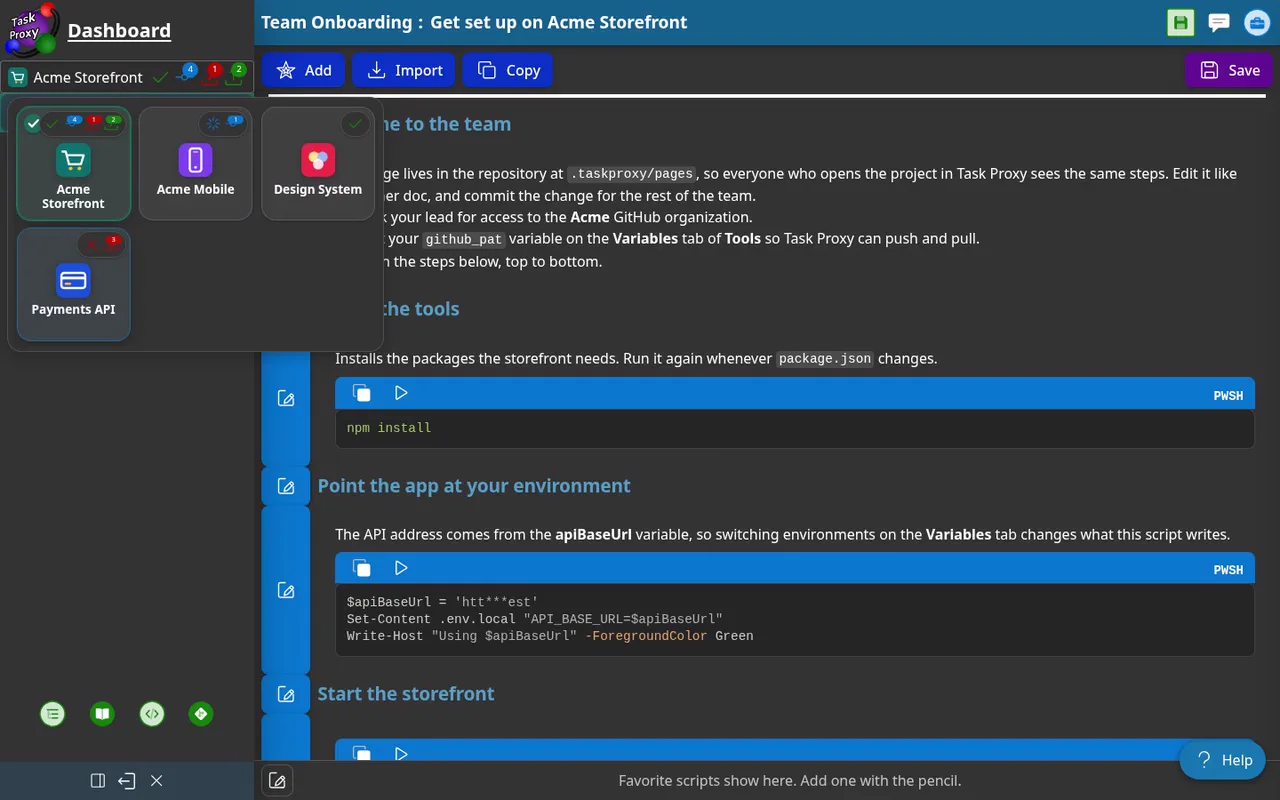 Task
Proxy
Dashboard
Team Onboarding : Get set up on Acme Storefront
Acme Storefront
4
1
2
Add
Import
Copy
Save
4
1
2
1
Acme
Storefront
Acme Mobile
Design System
3
Payments API
to the team
lives in the repository at .taskproxy/pages, so everyone who opens the project in Task Proxy sees the same steps. Edit it like
doc, and commit the change for the rest of the team.
your lead for access to the Acme GitHub organization.
your github_pat variable on the Variables tab of Tools so Task Proxy can push and pull.
the steps below, top to bottom.
the tools
Installs the packages the storefront needs. Run it again whenever package.json changes.
PWSH
npm install
Point the app at your environment
The API address comes from the apiBaseUrl variable, so switching environments on the Variables tab changes what this script writes.
PWSH
$apiBaseUrl = 'htt***est'
Set-Content .env.local "API_BASE_URL=$apiBaseUrl"
Write-Host "Using $apiBaseUrl" -ForegroundColor Green
Start the storefront
Favorite scripts show here. Add one with the pencil.
? Help